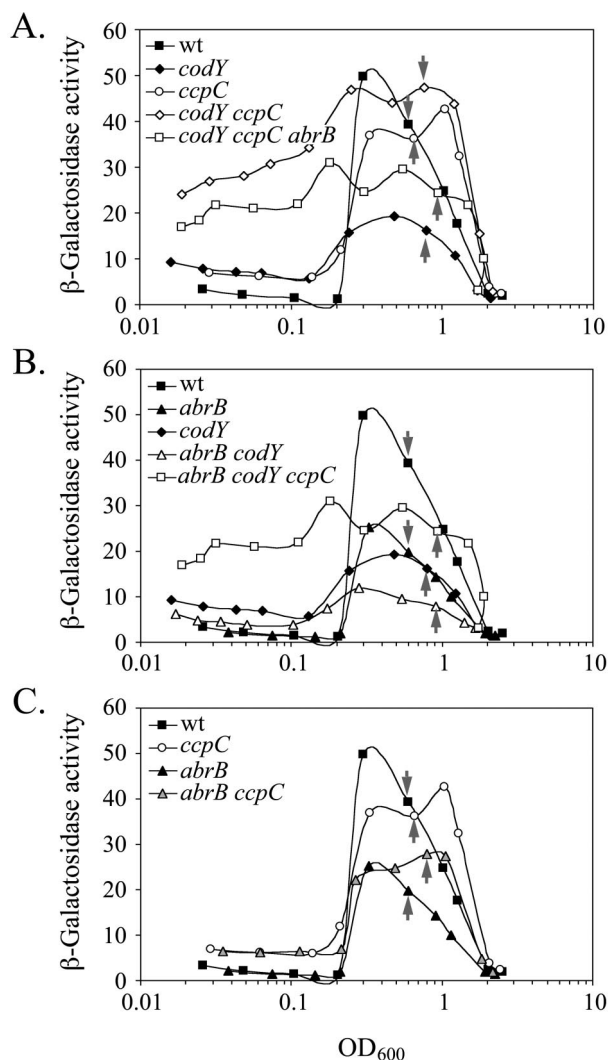 A.
β-Galactosidase activity
60
50
40
30
20
10
0
wt
codY
ccpC
codY ccpC
codY ccpC abrB
0.01
0.1
1
10
B.
β-Galactosidase activity
60
50
40
30
20
10
0
wt
abrB
codY
abrB codY
abrB codY ccpC
0.01
0.1
1
10
C.
β-Galactosidase activity
60
50
40
30
20
10
0
wt
ccpC
abrB
abrB ccpC
0.01
0.1
1
10
OD600